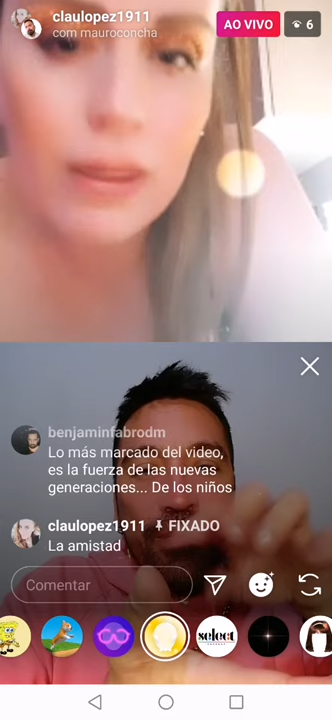 claulopez1911
com mauroconcha
AO VIVO
6
benjaminfabrodm
Lo más marcado del video,
es la fuerza de las nuevas
generaciones... De los niños
claulopez1911 FIXADO
La amistad
Comentar
select